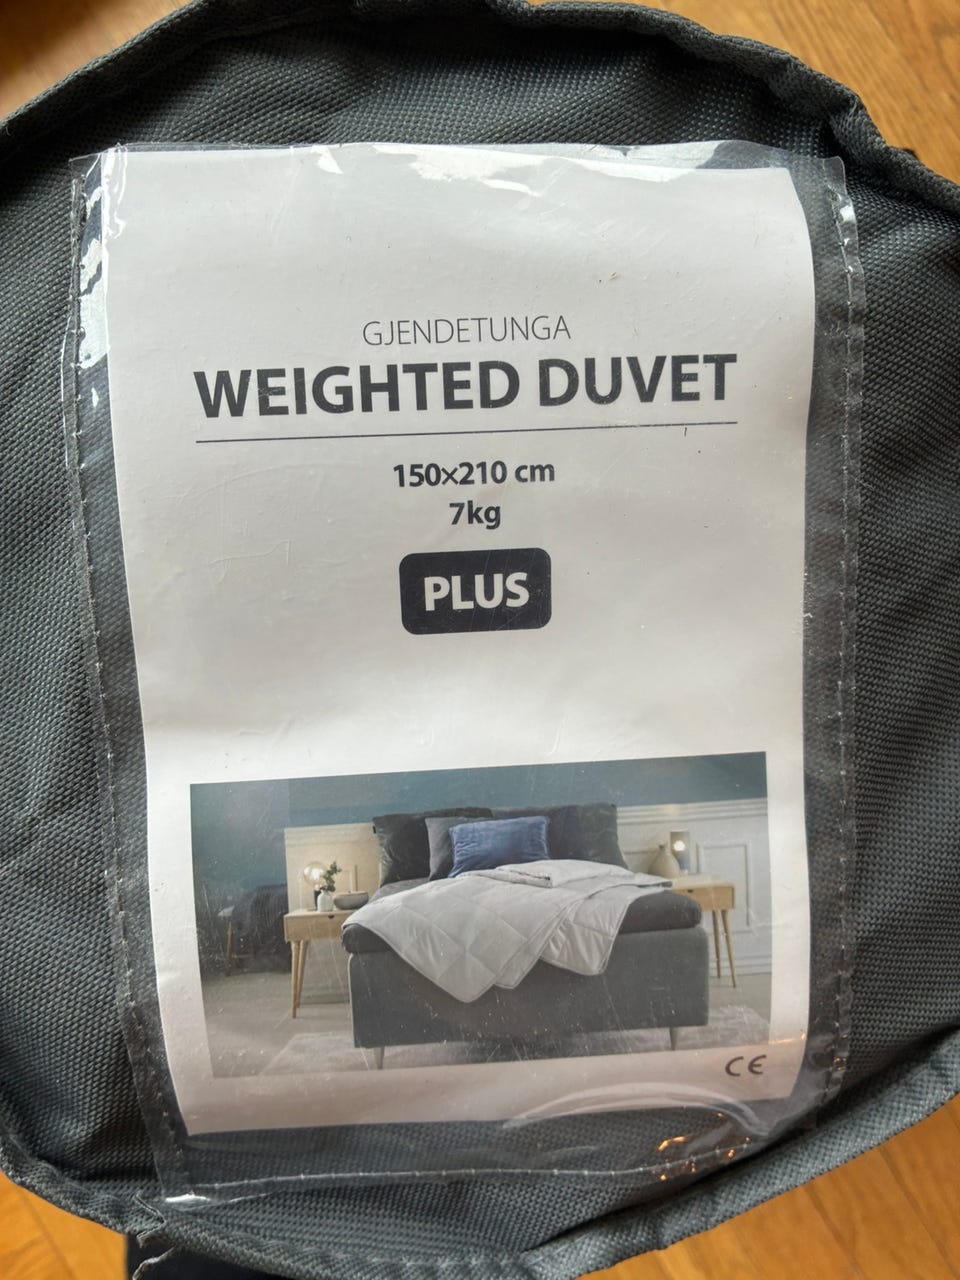 GJENDETUNGA
WEIGHTED DUVET
150×210 cm
7kg
PLUS
CE